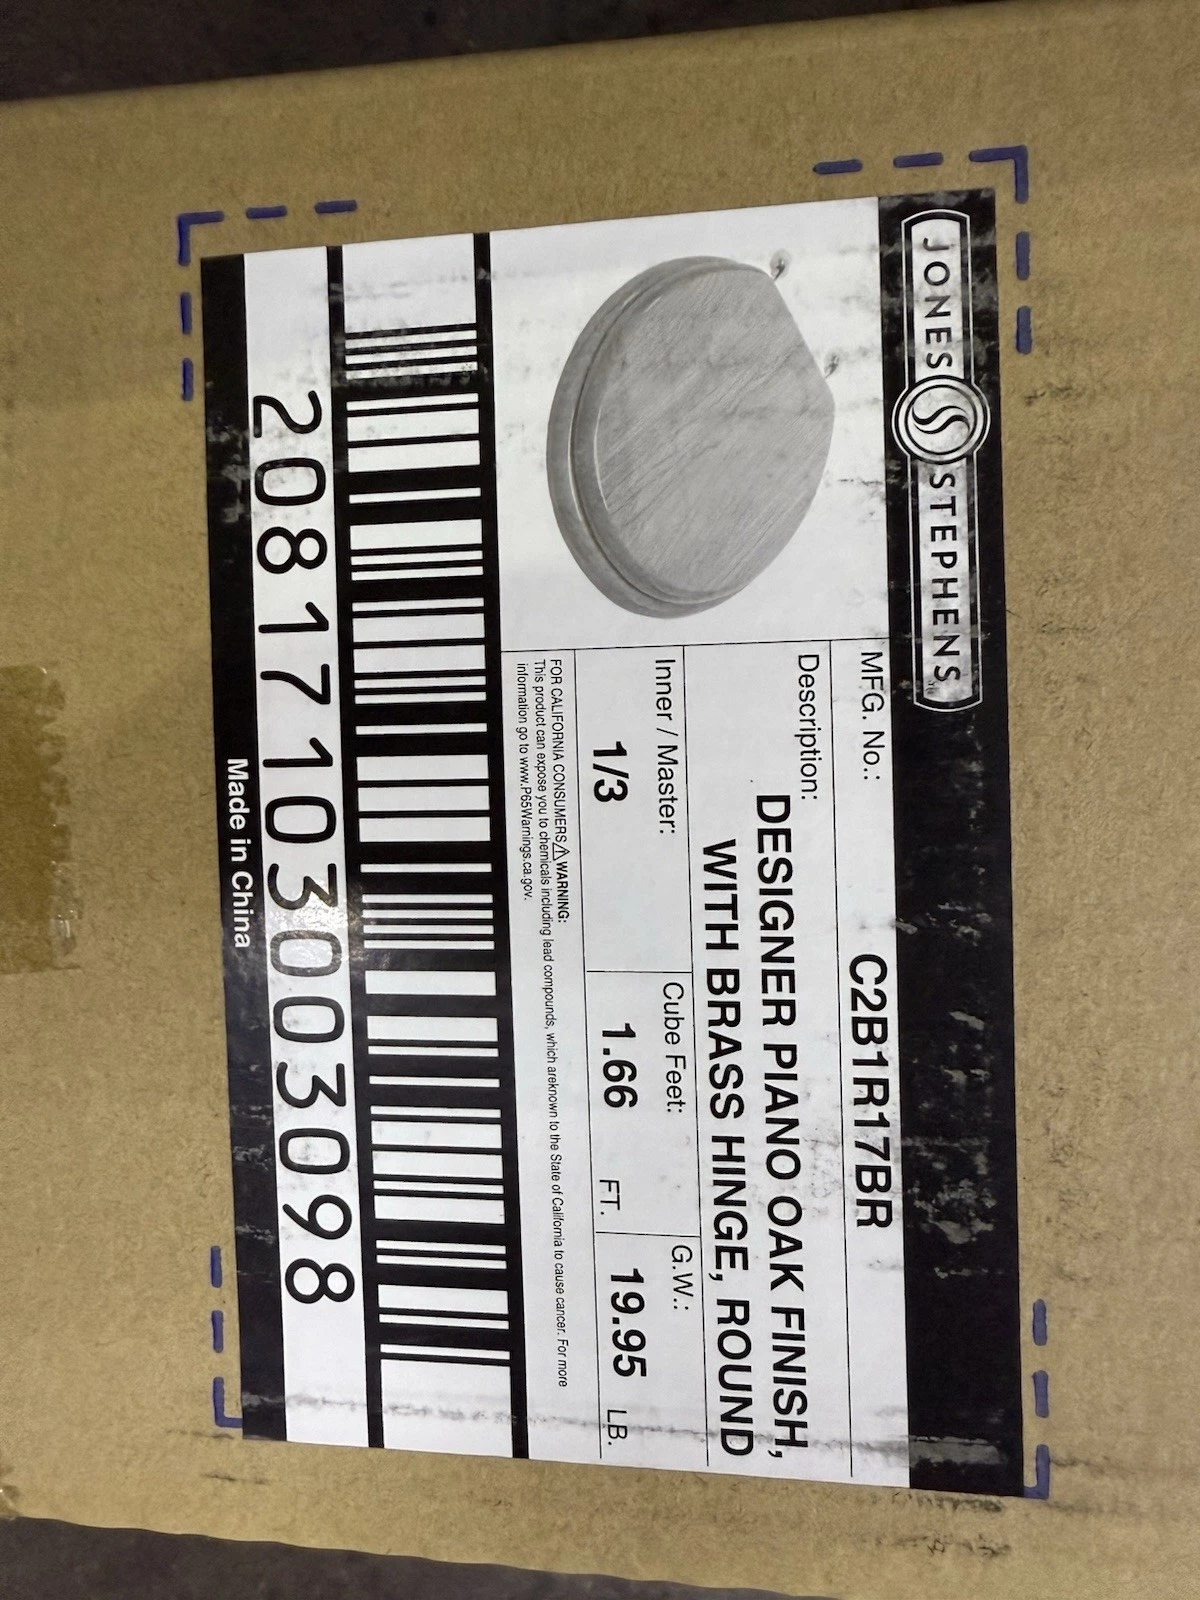 JONES STEPHENS™
MFG. No.: C2B1R17BR
Description:
DESIGNER PIANO OAK FINISH,
WITH BRASS HINGE, ROUND
Inner / Master: Cube Feet: G.W.:
1/3 1.66 FT. 19.95 LB.
FOR CALIFORNIA CONSUMERS⚠WARNING:
This product can expose you to chemicals including lead compounds, which areknown to the State of California to cause cancer. For more
information go to www.P65Warnings.ca.gov.
20817103003098
Made in China